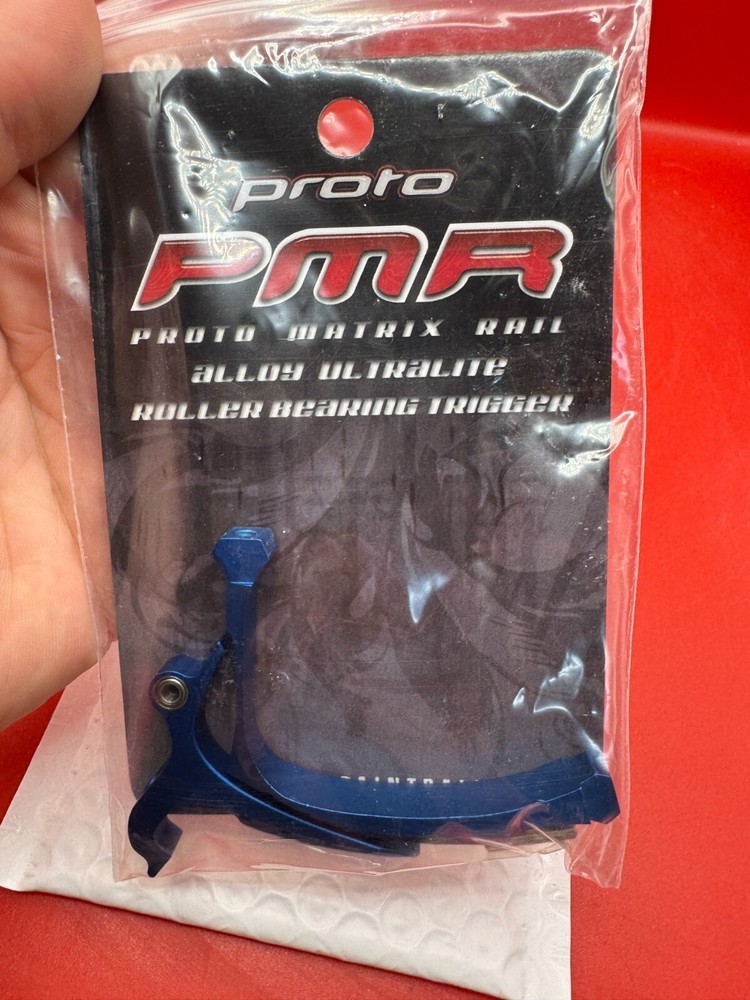 proto
PMR
PROTO MATRIX RAIL
ALLOY ULTRALITE
ROLLER BEARING TRIGGER